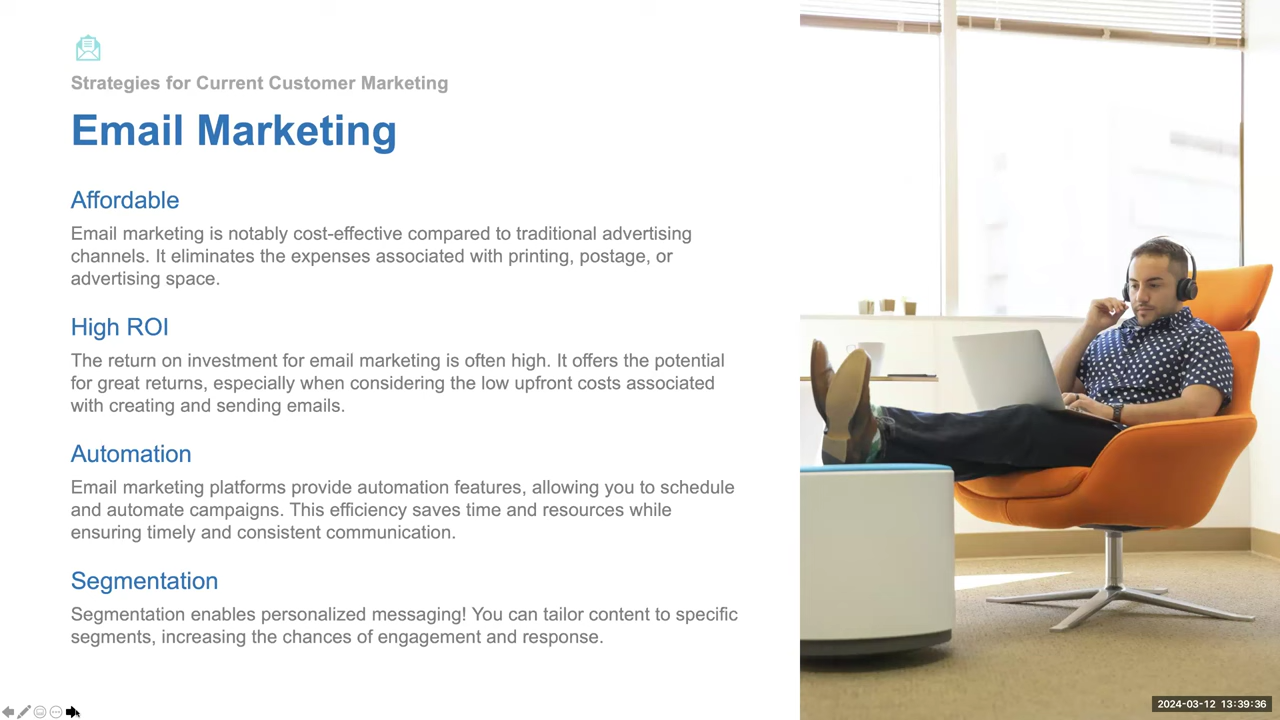 Strategies for Current Customer Marketing
Email Marketing
Affordable
Email marketing is notably cost-effective compared to traditional advertising
channels. It eliminates the expenses associated with printing, postage, or
advertising space.
High ROI
The return on investment for email marketing is often high. It offers the potential
for great returns, especially when considering the low upfront costs associated
with creating and sending emails.
Automation
Email marketing platforms provide automation features, allowing you to schedule
and automate campaigns. This efficiency saves time and resources while
ensuring timely and consistent communication.
Segmentation
Segmentation enables personalized messaging! You can tailor content to specific
segments, increasing the chances of engagement and response.
2024-03-12 13:39:36